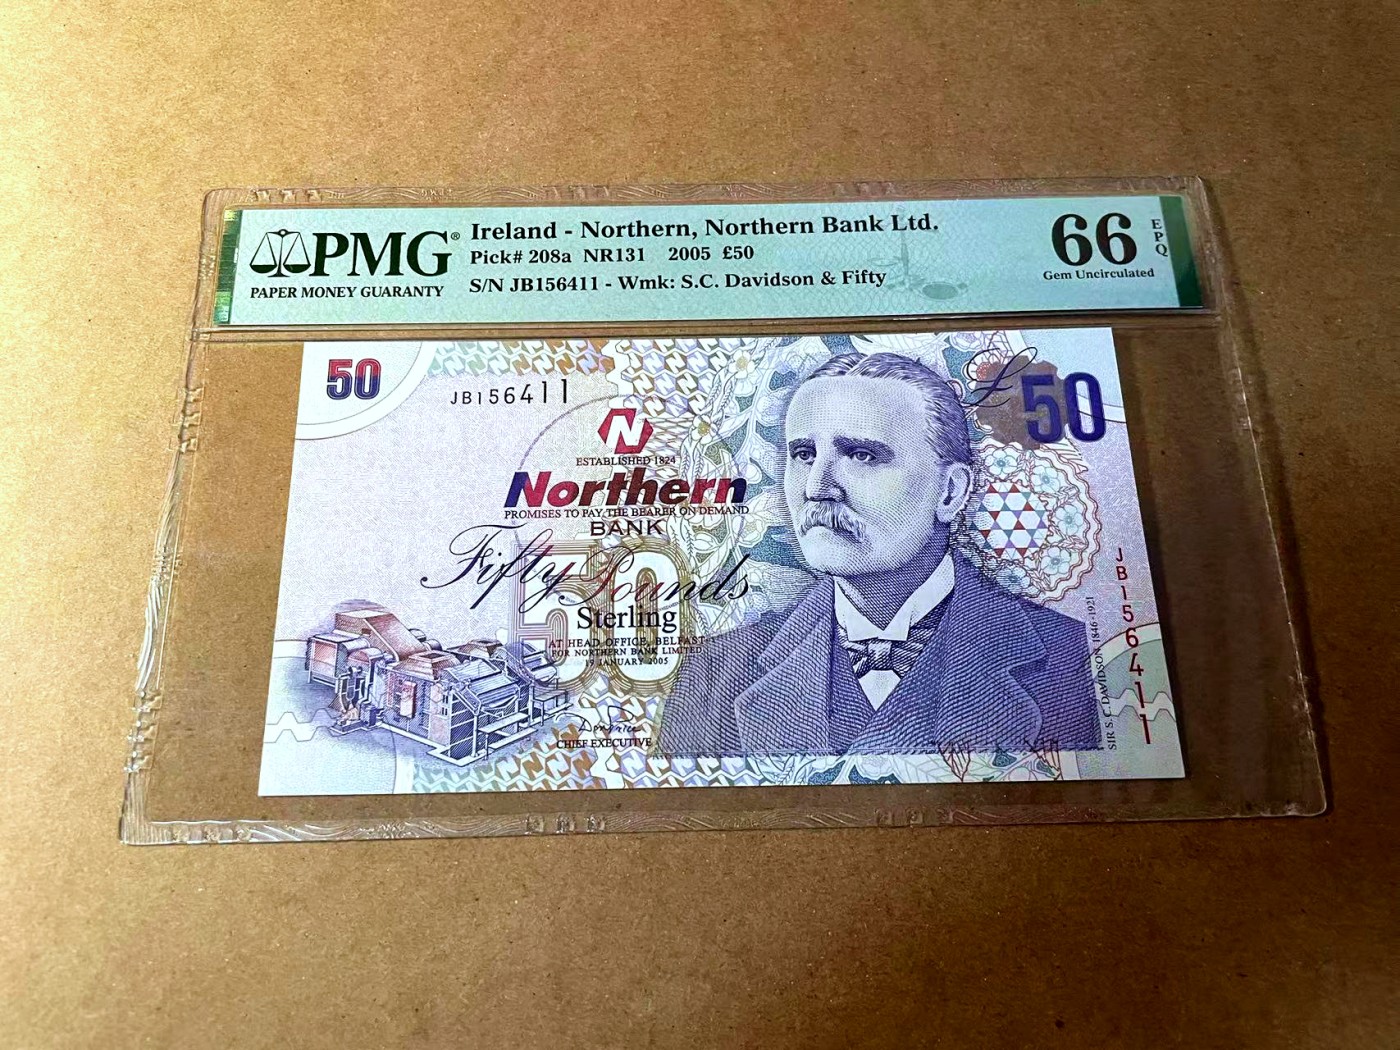 PMG®
PAPER MONEY GUARANTY
Ireland - Northern, Northern Bank Ltd.
Pick# 208a NR131 2005 £50
S/N JB156411 - Wmk: S.C. Davidson & Fifty
66
EPQ
Gem Uncirculated
50
JB156411
£50
N
ESTABLISHED 1824
Northern
PROMISES TO PAY THE BEARER ON DEMAND
BANK
Fifty Pounds
50
Sterling
AT HEAD OFFICE, BELFAST
FOR NORTHERN BANK LIMITED
19 JANUARY 2005
CHIEF EXECUTIVE
SIR S. C. DAVIDSON 1846-1921
JB156411